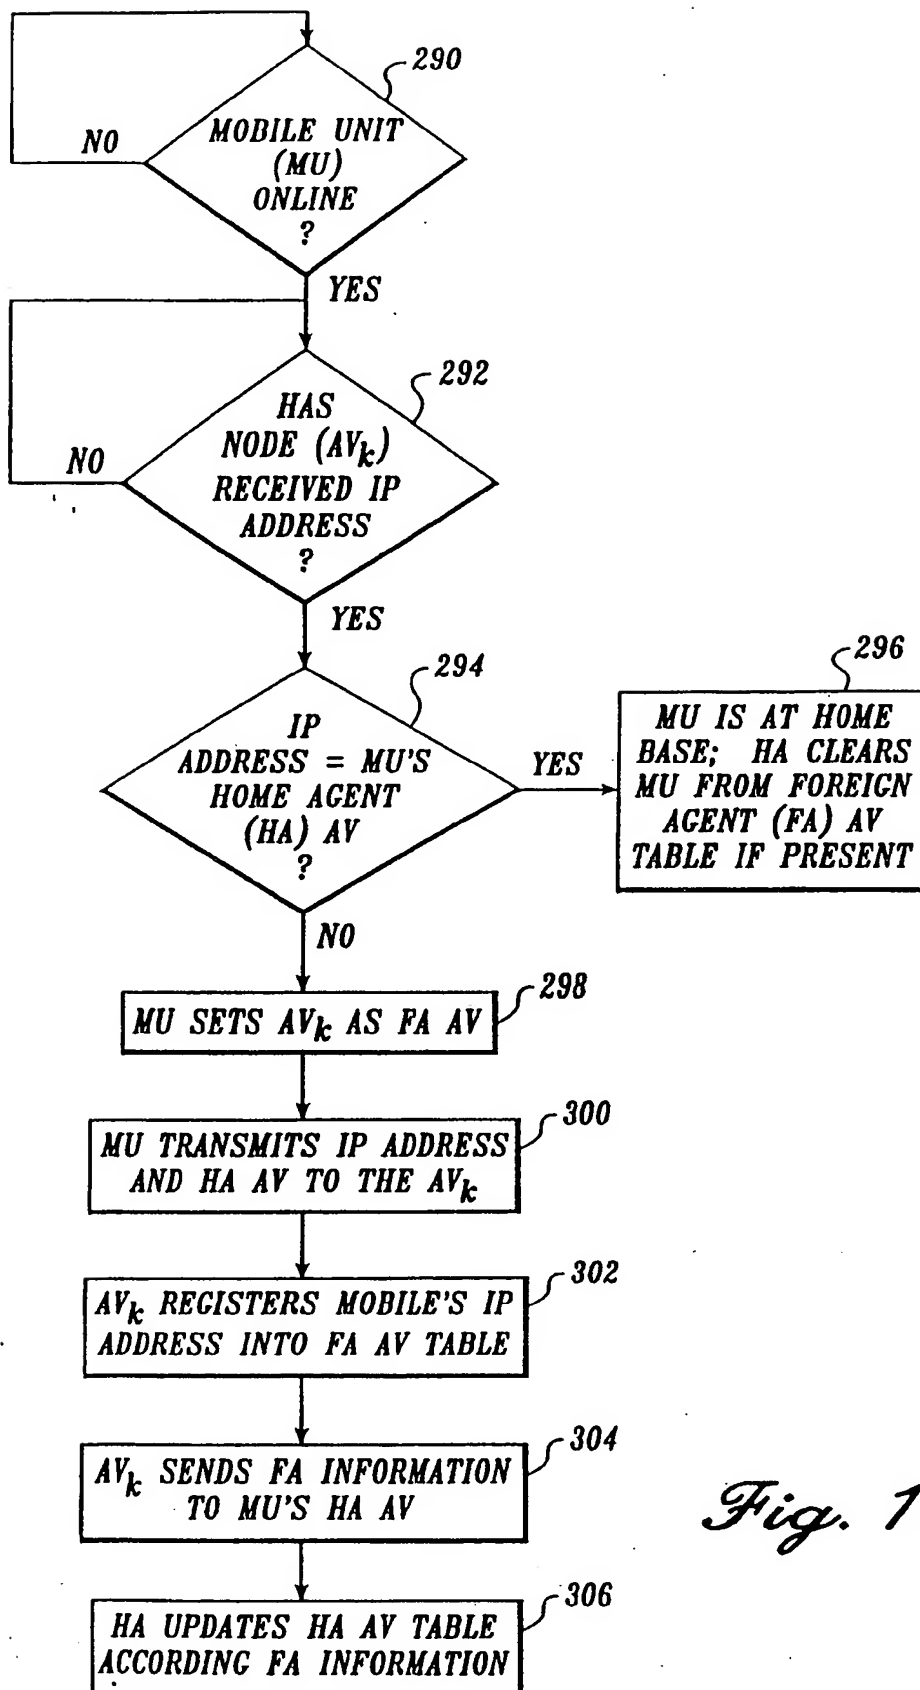 290
MOBILE UNIT
(MU)
ONLINE
?
NO
YES
292
HAS
NODE (AVk)
RECEIVED IP
ADDRESS
?
NO
YES
294
IP
ADDRESS = MU'S
HOME AGENT
(HA) AV
?
YES
296
MU IS AT HOME
BASE; HA CLEARS
MU FROM FOREIGN
AGENT (FA) AV
TABLE IF PRESENT
NO
298
MU SETS AVk AS FA AV
300
MU TRANSMITS IP ADDRESS
AND HA AV TO THE AVk
302
AVk REGISTERS MOBILE'S IP
ADDRESS INTO FA AV TABLE
304
AVk SENDS FA INFORMATION
TO MU'S HA AV
Fig. 1
306
HA UPDATES HA AV TABLE
ACCORDING FA INFORMATION